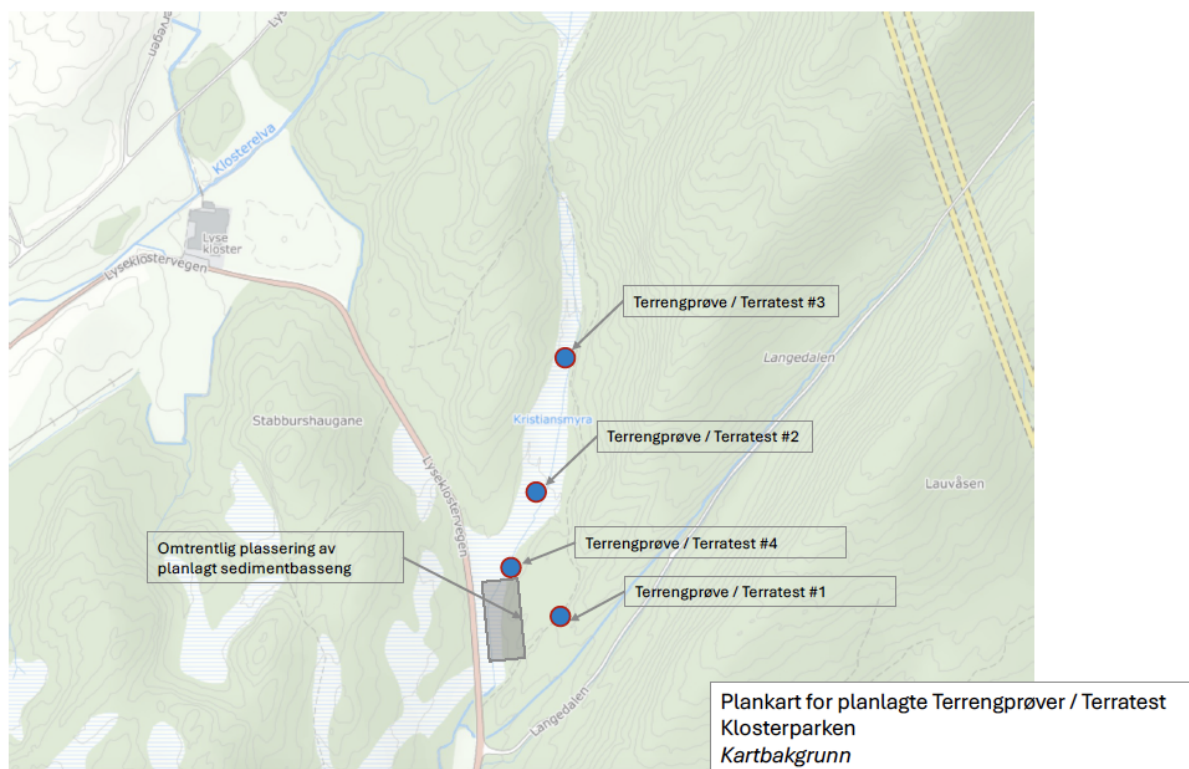 Klostervegen
Klosterelva
Lyse
kloster
Lyseklostervegen
Terrengprøve / Terratest #3
Langedalen
Stabburshaugane
Kristiansmyra
Terrengprøve / Terratest #2
Lyseklostervegen
Lauvåsen
Omtrentlig plassering av
planlagt sedimentbasseng
Terrengprøve / Terratest #4
Terrengprøve / Terratest #1
Langedalen
Plankart for planlagte Terrengprøver / Terratest
Klosterparken
Kartbakgrunn